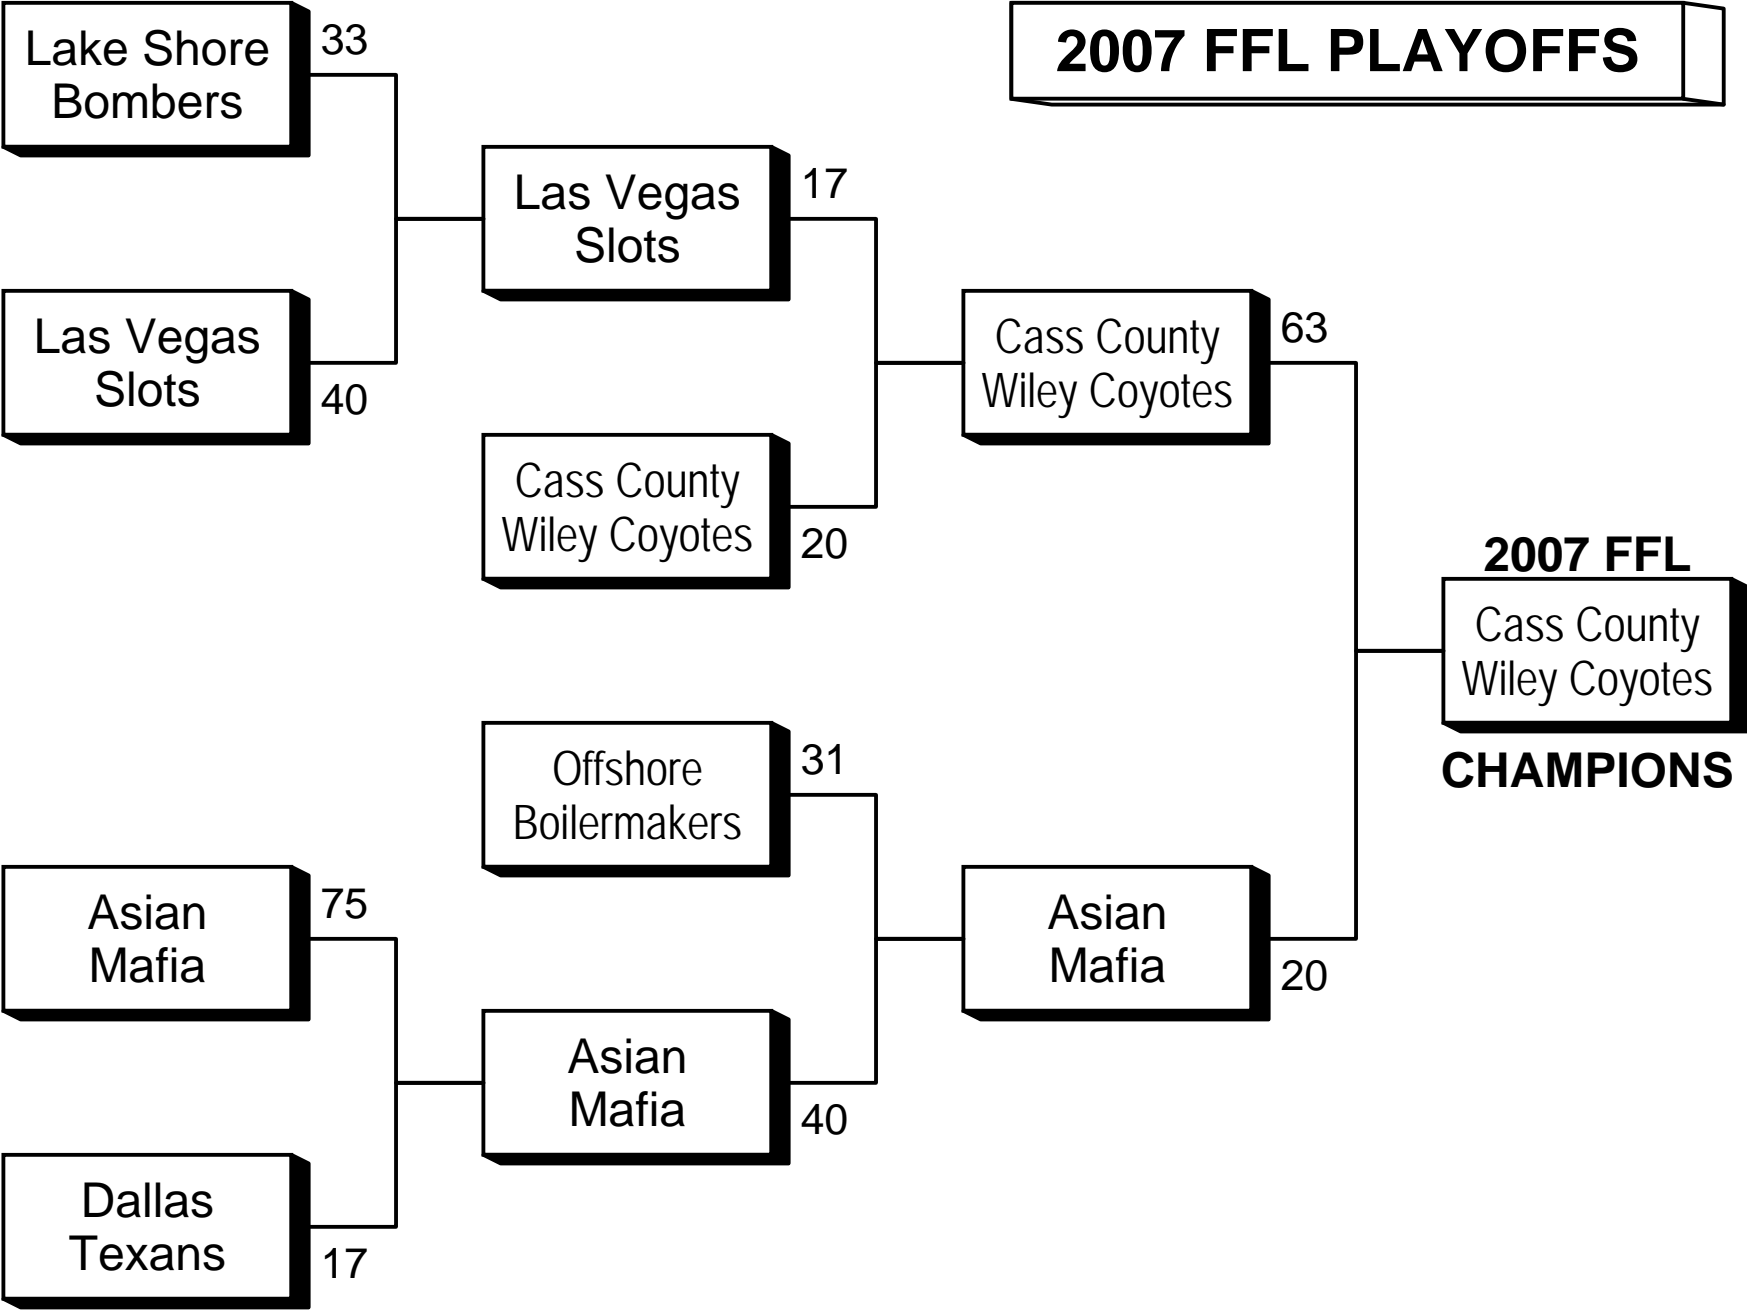 2007 FFL PLAYOFFS
Lake Shore
Bombers
33
Las Vegas
Slots
40
Las Vegas
Slots
17
Cass County
Wiley Coyotes
20
Cass County
Wiley Coyotes
63
Offshore
Boilermakers
31
Asian
Mafia
75
Dallas
Texans
17
Asian
Mafia
40
Asian
Mafia
20
2007 FFL
Cass County
Wiley Coyotes
CHAMPIONS